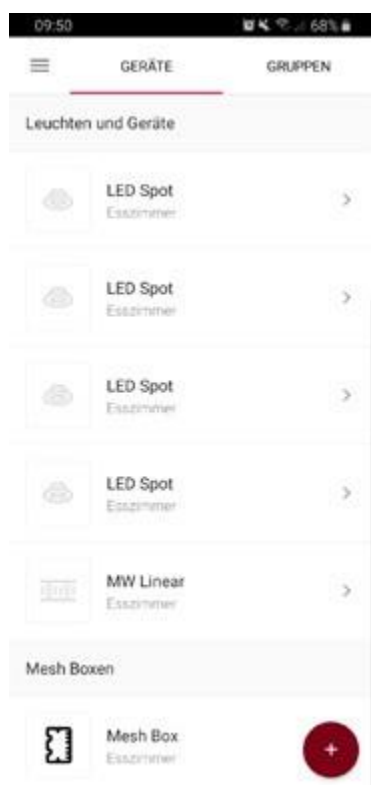 09:50 68%
GERÄTE GRUPPEN
Leuchten und Geräte
LED Spot
Esszimmer
LED Spot
Esszimmer
LED Spot
Esszimmer
LED Spot
Esszimmer
MW Linear
Esszimmer
Mesh Boxen
Mesh Box
Esszimmer
+